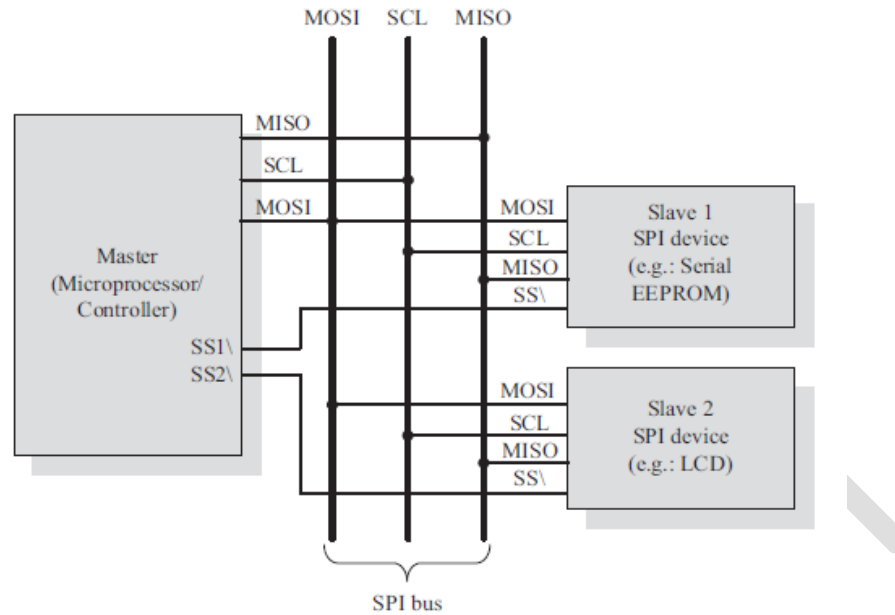 MOSI SCL MISO
MISO
SCL
MOSI
Master
(Microprocessor/
Controller)
SS1\
SS2\
MOSI
SCL
MISO
SS\
Slave 1
SPI device
(e.g.: Serial
EEPROM)
MOSI
SCL
MISO
SS\
Slave 2
SPI device
(e.g.: LCD)
SPI bus